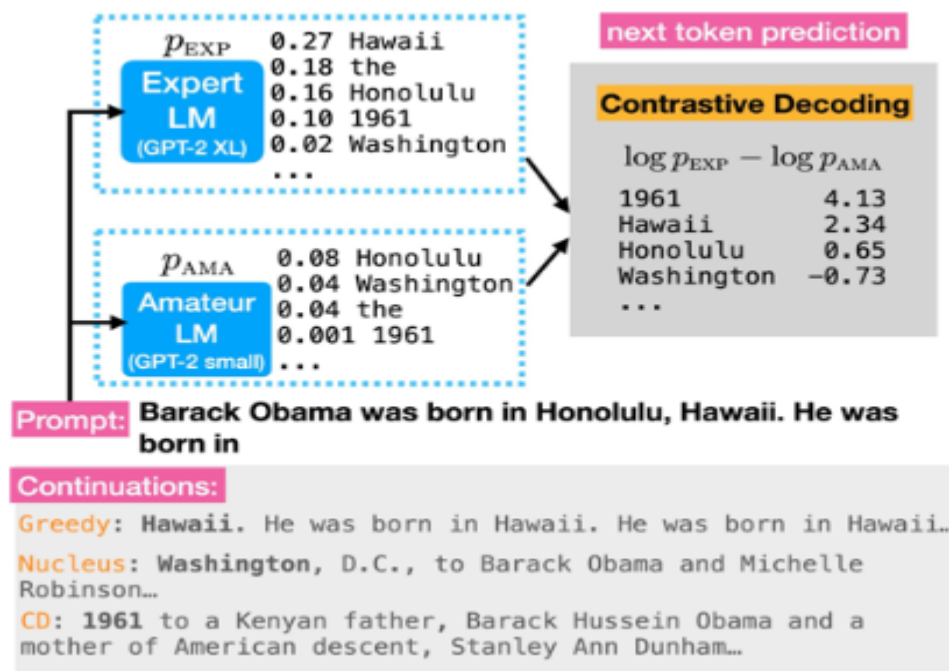 p_EXP
Expert
LM
(GPT-2 XL)
0.27 Hawaii
0.18 the
0.16 Honolulu
0.10 1961
0.02 Washington
...
p_AMA
Amateur
LM
(GPT-2 small)
0.08 Honolulu
0.04 Washington
0.04 the
0.001 1961
...
next token prediction
Contrastive Decoding
log p_EXP − log p_AMA
1961 4.13
Hawaii 2.34
Honolulu 0.65
Washington −0.73
...
Prompt: Barack Obama was born in Honolulu, Hawaii. He was
born in
Continuations:
Greedy: Hawaii. He was born in Hawaii. He was born in Hawaii…
Nucleus: Washington, D.C., to Barack Obama and Michelle
Robinson…
CD: 1961 to a Kenyan father, Barack Hussein Obama and a
mother of American descent, Stanley Ann Dunham…